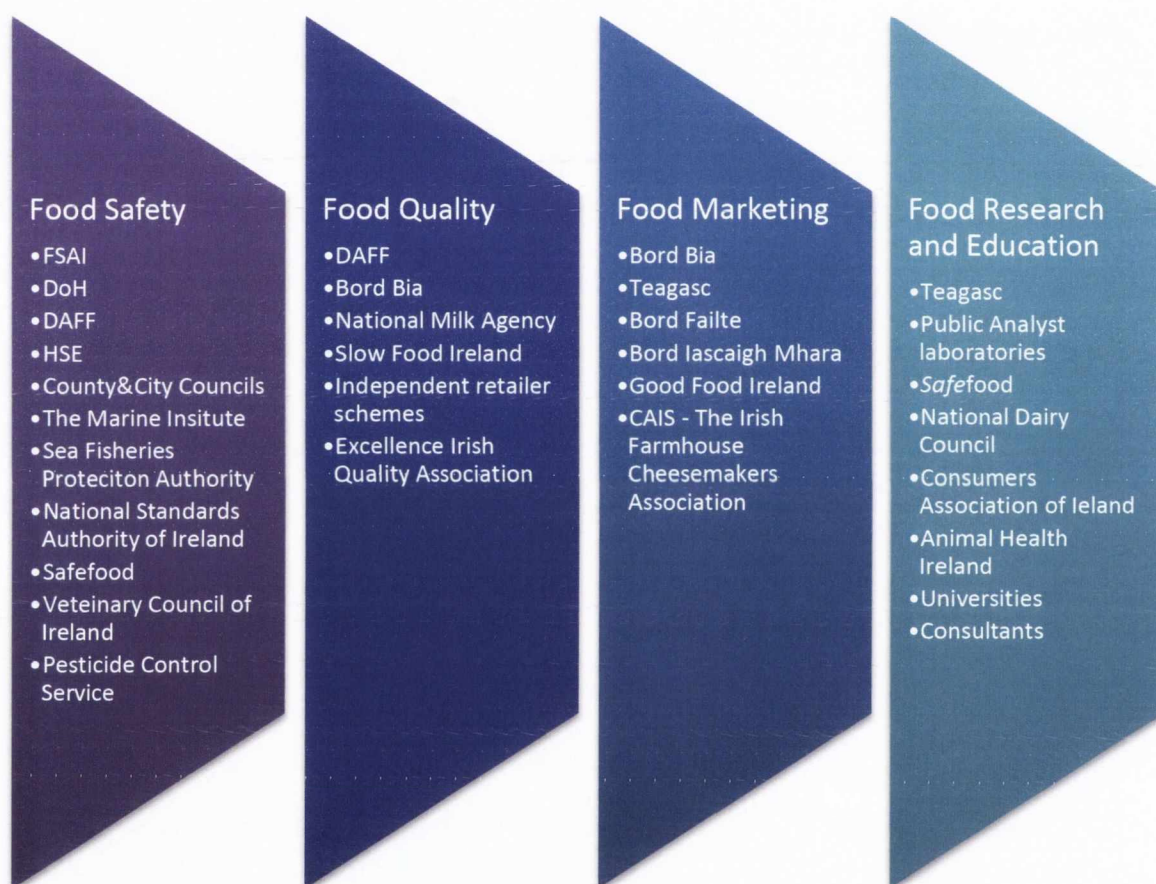 Food Safety
•FSAI
•DoH
•DAFF
•HSE
•County&City Councils
•The Marine Insitute
•Sea Fisheries
Proteciton Authority
•National Standards
Authority of Ireland
•Safefood
•Veteinary Council of
Ireland
•Pesticide Control
Service
Food Quality
•DAFF
•Bord Bia
•National Milk Agency
•Slow Food Ireland
•Independent retailer
schemes
•Excellence Irish
Quality Association
Food Marketing
•Bord Bia
•Teagasc
•Bord Failte
•Bord Iascaigh Mhara
•Good Food Ireland
•CAIS - The Irish
Farmhouse
Cheesemakers
Association
Food Research
and Education
•Teagasc
•Public Analyst
laboratories
•Safefood
•National Dairy
Council
•Consumers
Association of Ieland
•Animal Health
Ireland
•Universities
•Consultants